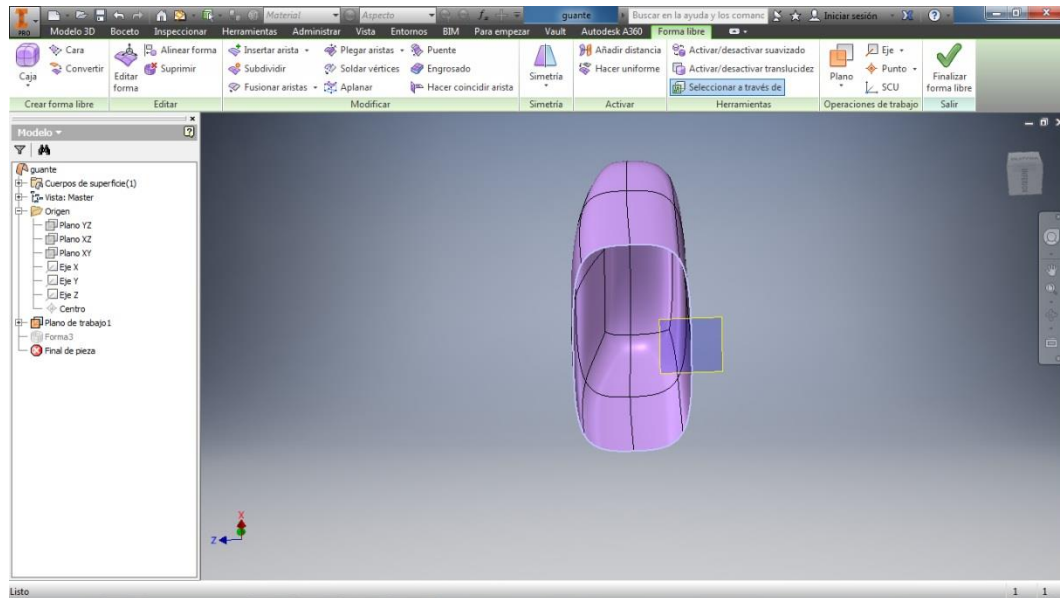 Material Aspecto guante Buscar en la ayuda y los comanc Iniciar sesión
PRO Modelo 3D Boceto Inspeccionar Herramientas Administrar Vista Entornos BIM Para empezar Vault Autodesk A360 Forma libre
Cara Alinear forma Insertar arista Plegar aristas Puente Añadir distancia Activar/desactivar suavizado Eje
Convertir Suprimir Subdividir Soldar vértices Engrosado Hacer uniforme Activar/desactivar translucidez Punto
Caja Editar forma Fusionar aristas Aplanar Hacer coincidir arista Simetría Seleccionar a través de Plano SCU Finalizar forma libre
Crear forma libre Editar Modificar Simetría Activar Herramientas Operaciones de trabajo Salir
Modelo
guante
Cuerpos de superficie(1)
Vista: Master
Origen
Plano YZ
Plano XZ
Plano XY
Eje X
Eje Y
Eje Z
Centro
Plano de trabajo1
Forma3
Final de pieza
X
Z
Listo 1 1